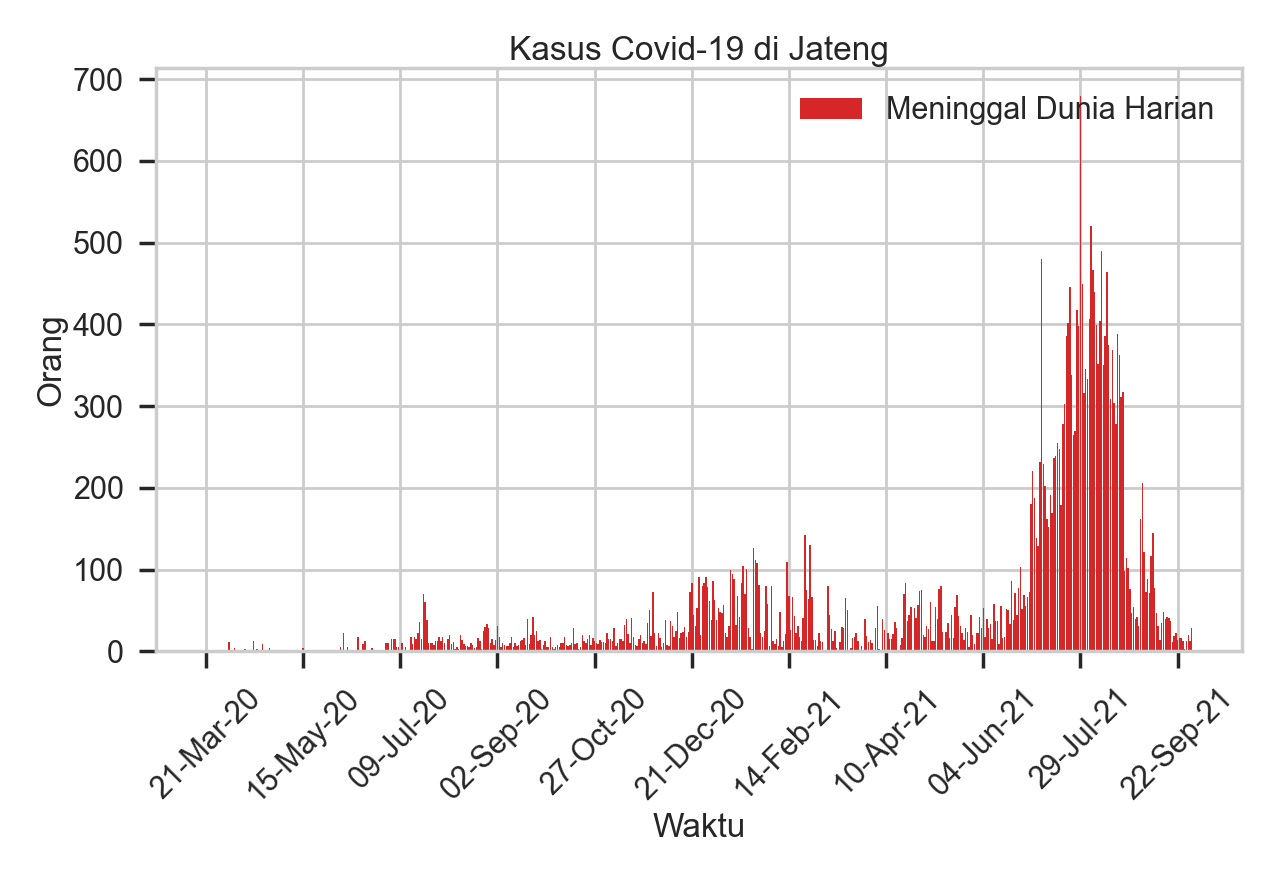 Kasus Covid-19 di Jateng
Meninggal Dunia Harian
700
600
500
400
300
200
100
0
Orang
21-Mar-20
15-May-20
09-Jul-20
02-Sep-20
27-Oct-20
21-Dec-20
14-Feb-21
10-Apr-21
04-Jun-21
29-Jul-21
22-Sep-21
Waktu